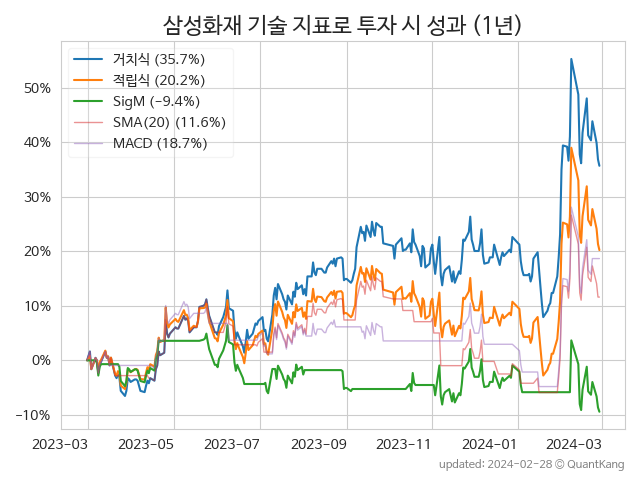 삼성화재 기술 지표로 투자 시 성과 (1년)
거치식 (35.7%)
적립식 (20.2%)
SigM (−9.4%)
SMA(20) (11.6%)
MACD (18.7%)
50%
40%
30%
20%
10%
0%
−10%
2023-03
2023-05
2023-07
2023-09
2023-11
2024-01
2024-03
updated: 2024-02-28 © QuantKang